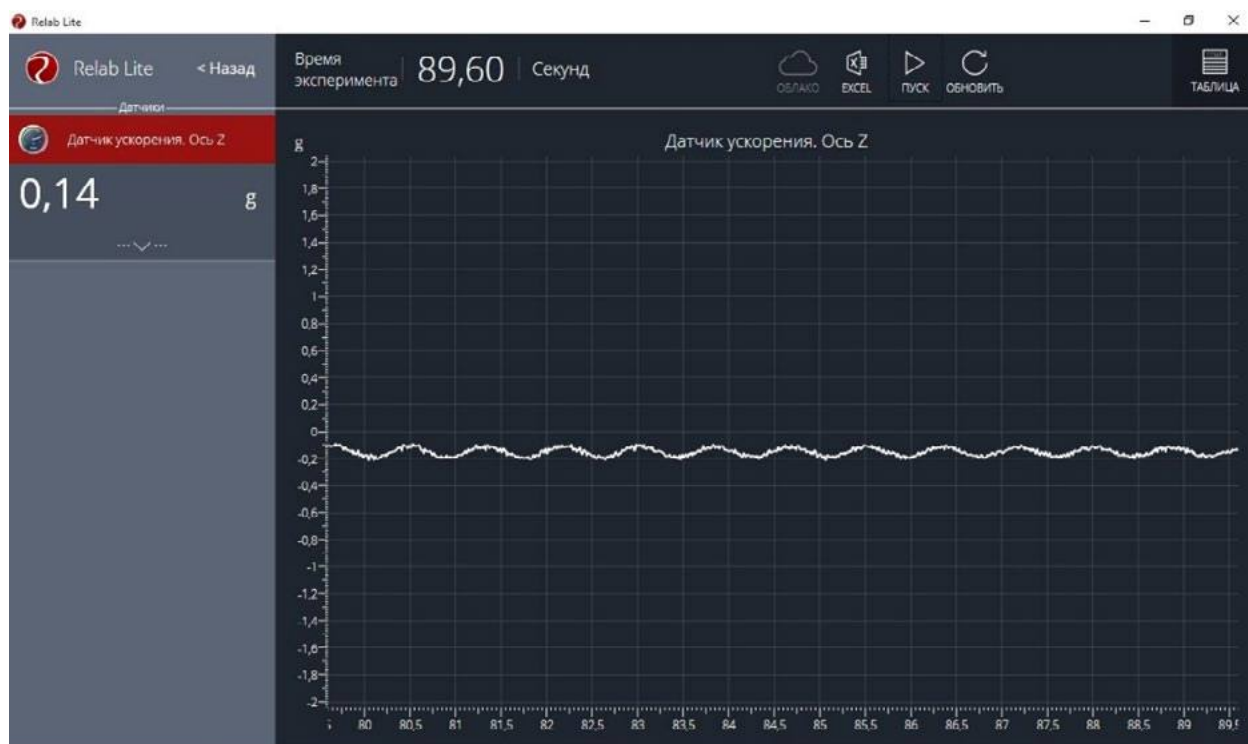 Relab Lite
Relab Lite < Назад
Время эксперимента 89,60 Секунд
ОБЛАКО EXCEL ПУСК ОБНОВИТЬ ТАБЛИЦА
Датчики
Датчик ускорения. Ось Z
0,14 g
g
Датчик ускорения. Ось Z
2
1,8
1,6
1,4
1,2
1
0,8
0,6
0,4
0,2
0
-0,2
-0,4
-0,6
-0,8
-1
-1,2
-1,4
-1,6
-1,8
-2
80 80,5 81 81,5 82 82,5 83 83,5 84 84,5 85 85,5 86 86,5 87 87,5 88 88,5 89